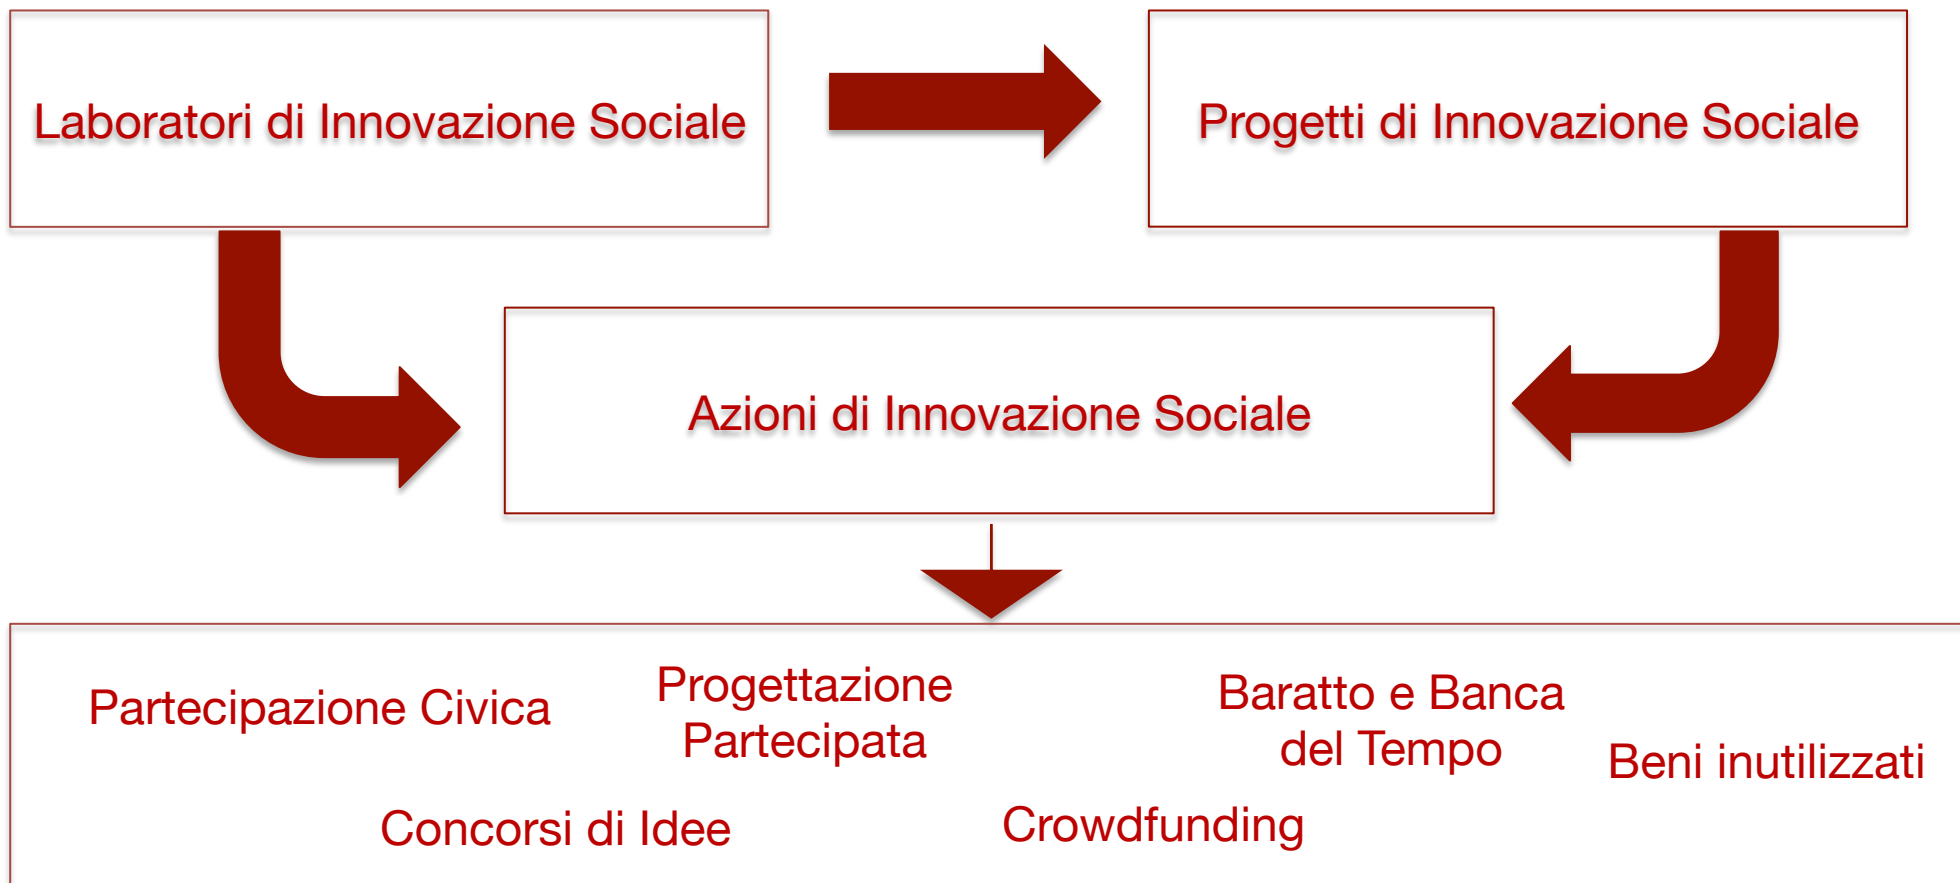 Laboratori di Innovazione Sociale
Progetti di Innovazione Sociale
Azioni di Innovazione Sociale
Partecipazione Civica
Progettazione
Partecipata
Baratto e Banca
del Tempo
Beni inutilizzati
Concorsi di Idee
Crowdfunding